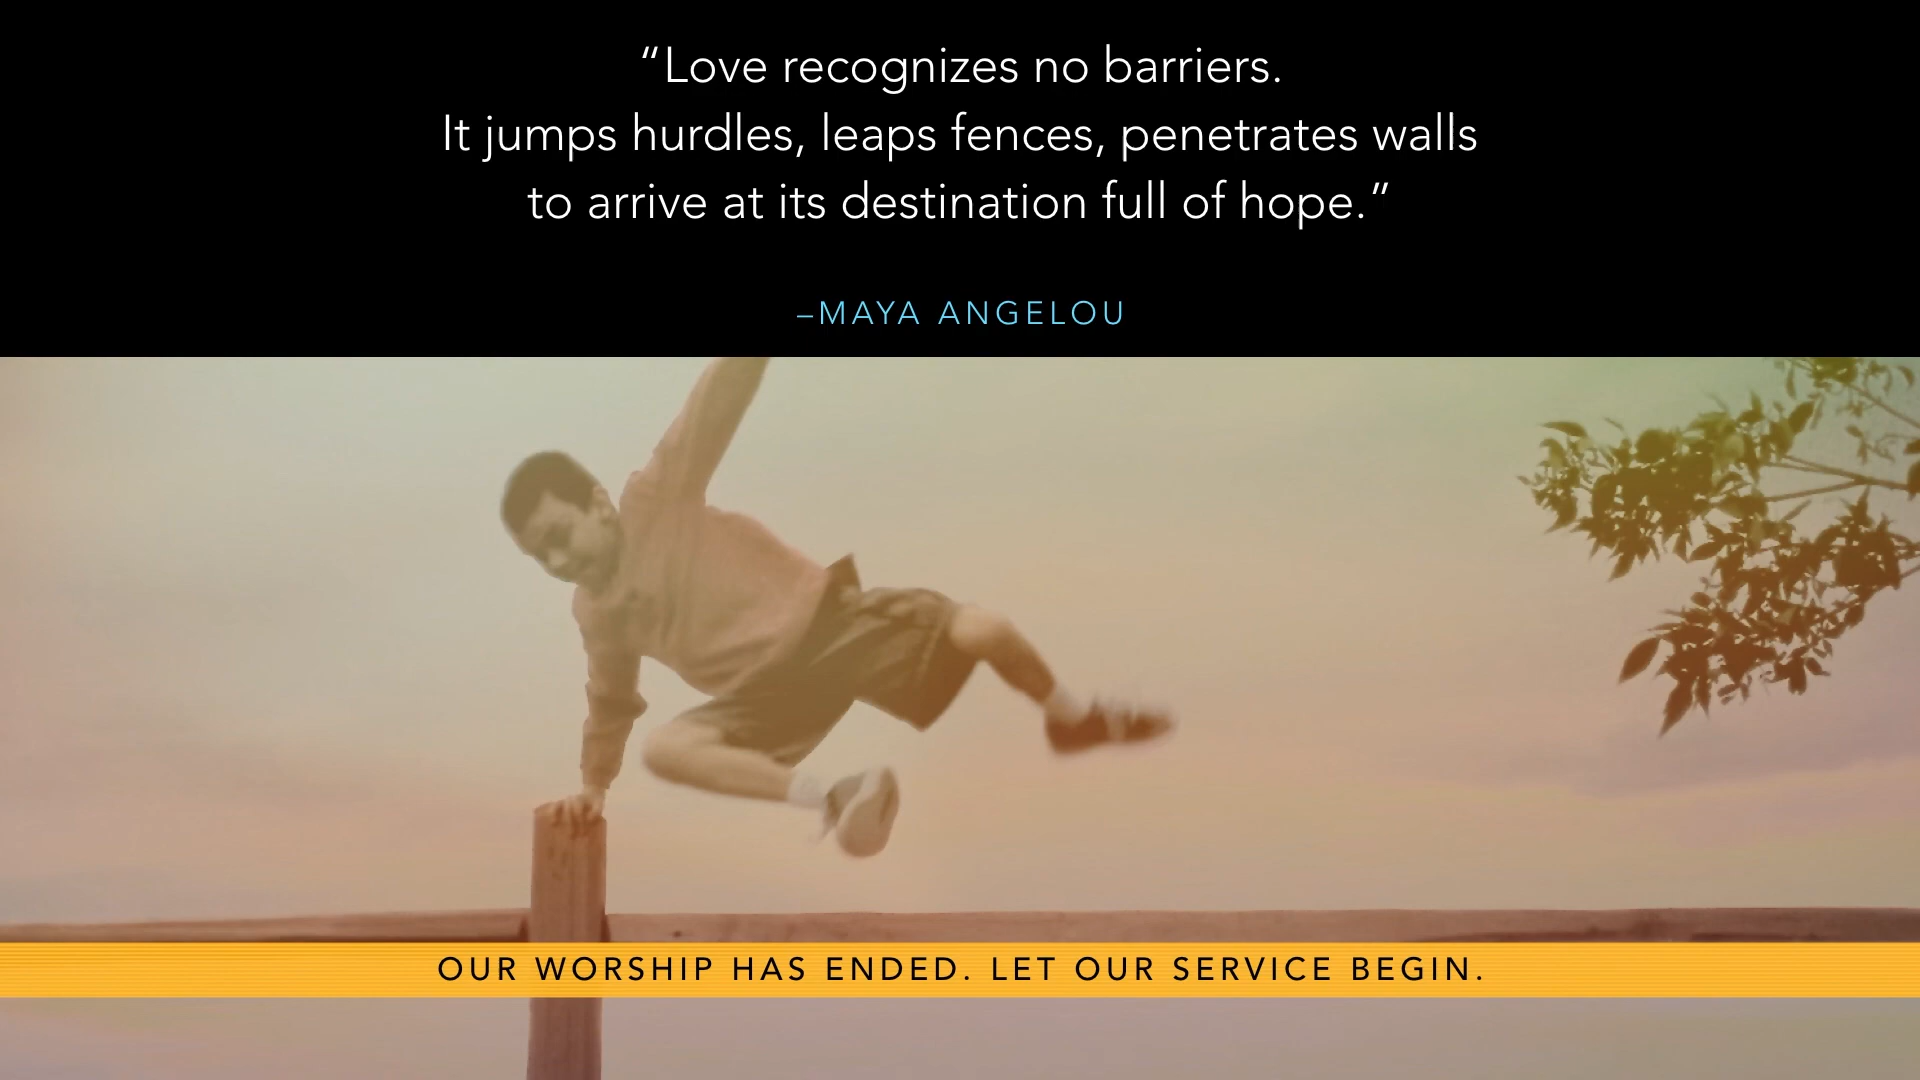 “Love recognizes no barriers.
It jumps hurdles, leaps fences, penetrates walls
to arrive at its destination full of hope.”
–MAYA ANGELOU
OUR WORSHIP HAS ENDED. LET OUR SERVICE BEGIN.